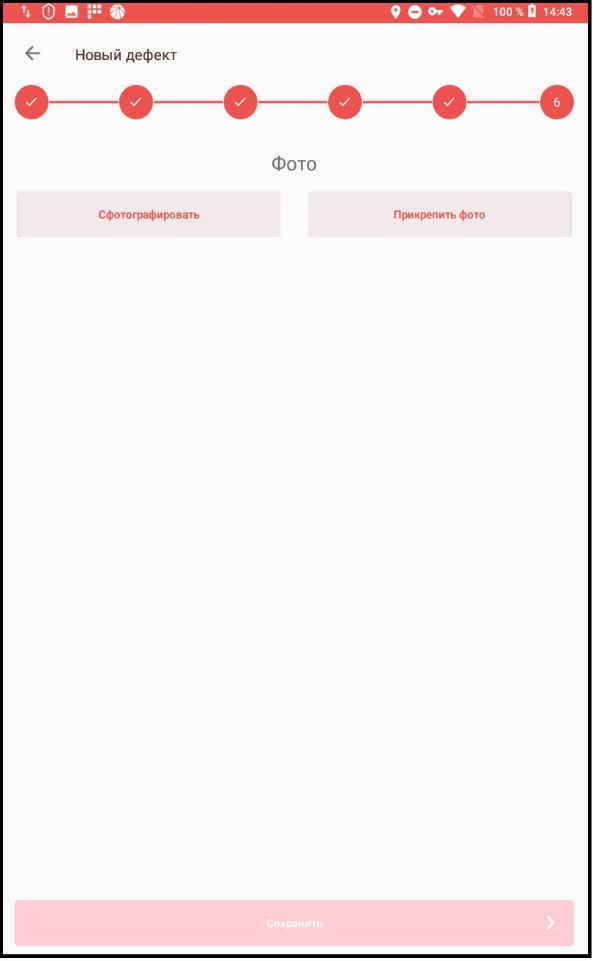 100 % 14:43
Новый дефект
6
Фото
Сфотографировать Прикрепить фото
Сохранить